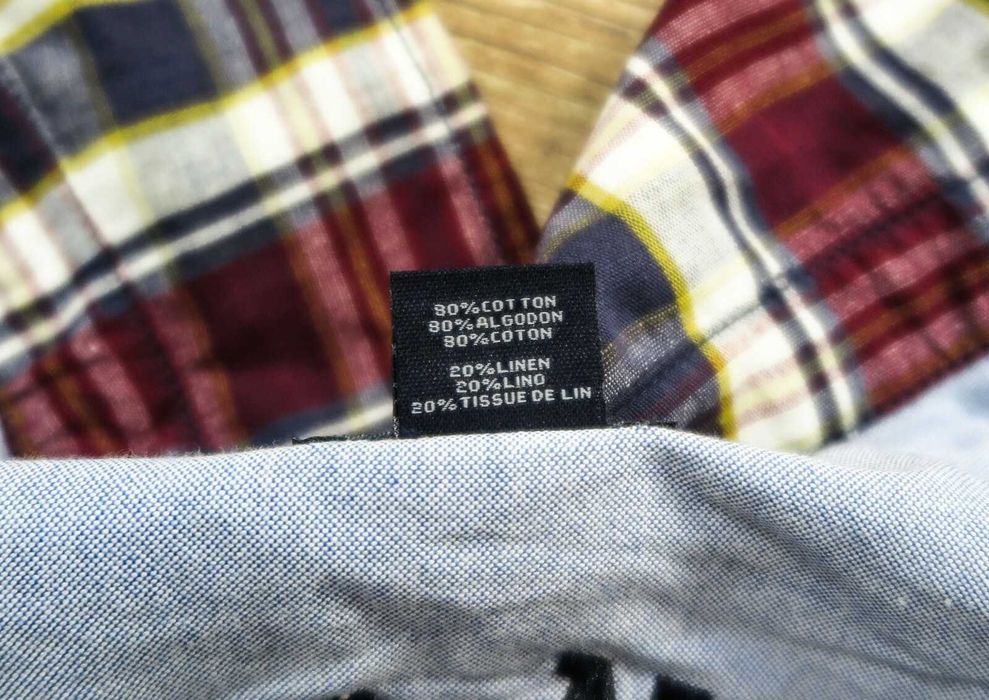 80%COTTON
80%ALGODON
80%COTON
20%LINEN
20%LINO
20%TISSUE DE LIN